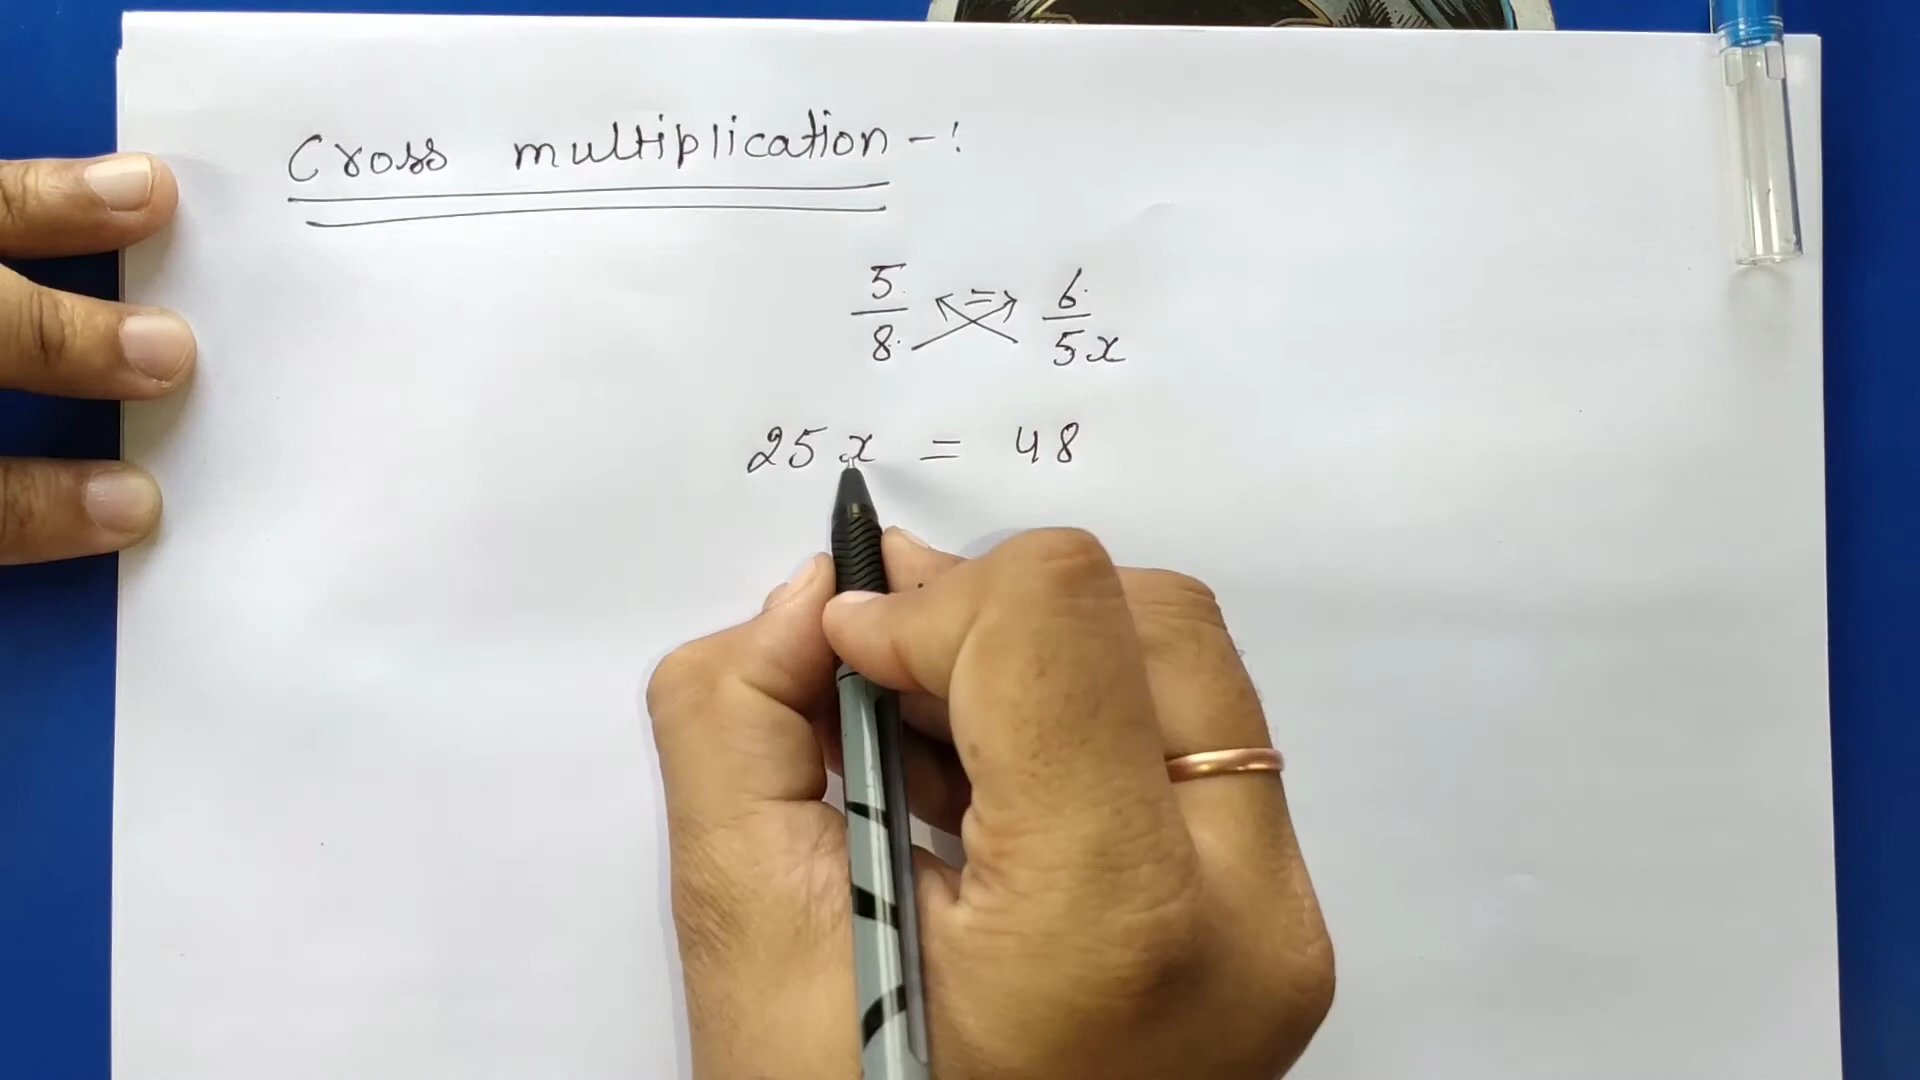 Cross multiplication -:
5/8 = 6/5x
25x = 48